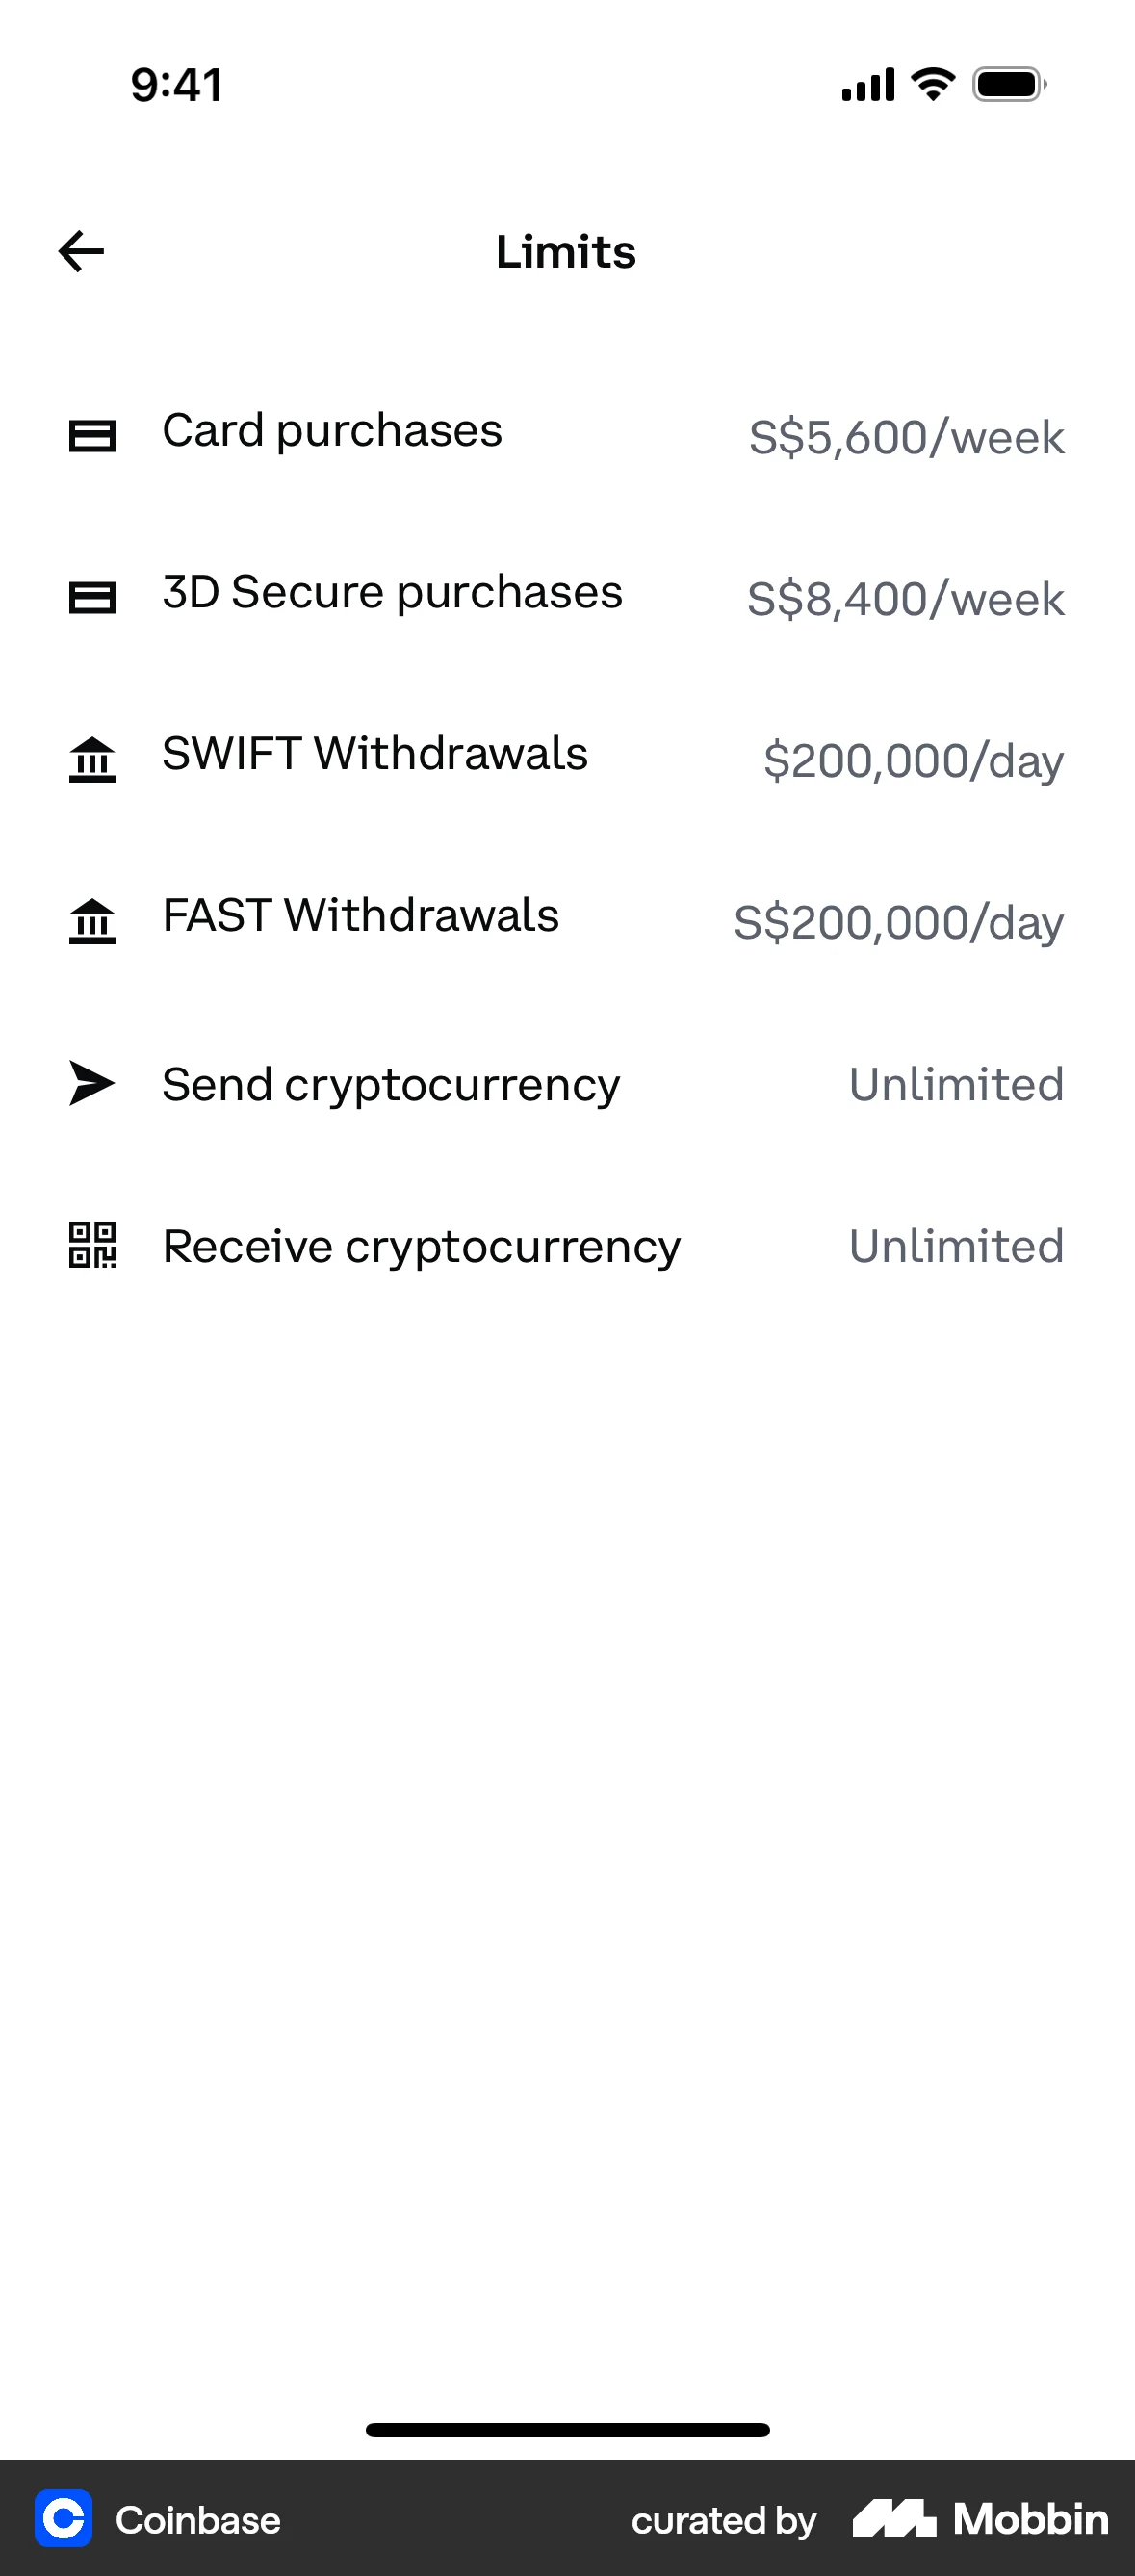 9:41
Limits
Card purchases S$5,600/week
3D Secure purchases S$8,400/week
SWIFT Withdrawals $200,000/day
FAST Withdrawals S$200,000/day
Send cryptocurrency Unlimited
Receive cryptocurrency Unlimited
Coinbase curated by Mobbin